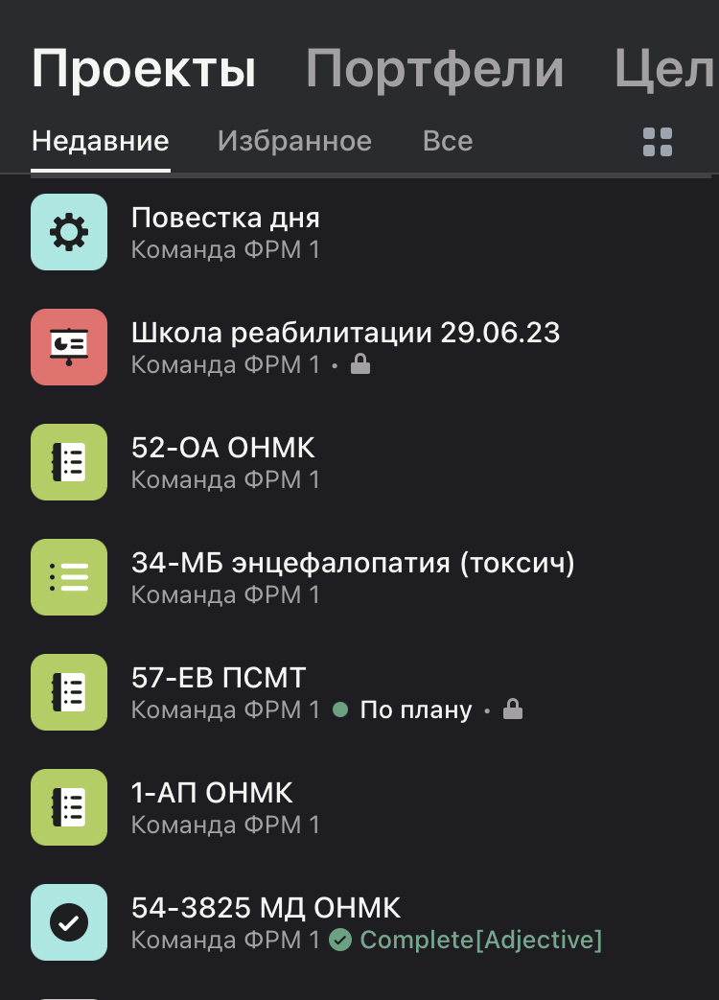 Проекты Портфели Цел
Недавние Избранное Все
Повестка дня
Команда ФРМ 1
Школа реабилитации 29.06.23
Команда ФРМ 1 •
52-ОА ОНМК
Команда ФРМ 1
34-МБ энцефалопатия (токсич)
Команда ФРМ 1
57-ЕВ ПСМТ
Команда ФРМ 1 По плану •
1-АП ОНМК
Команда ФРМ 1
54-3825 МД ОНМК
Команда ФРМ 1 Complete[Adjective]